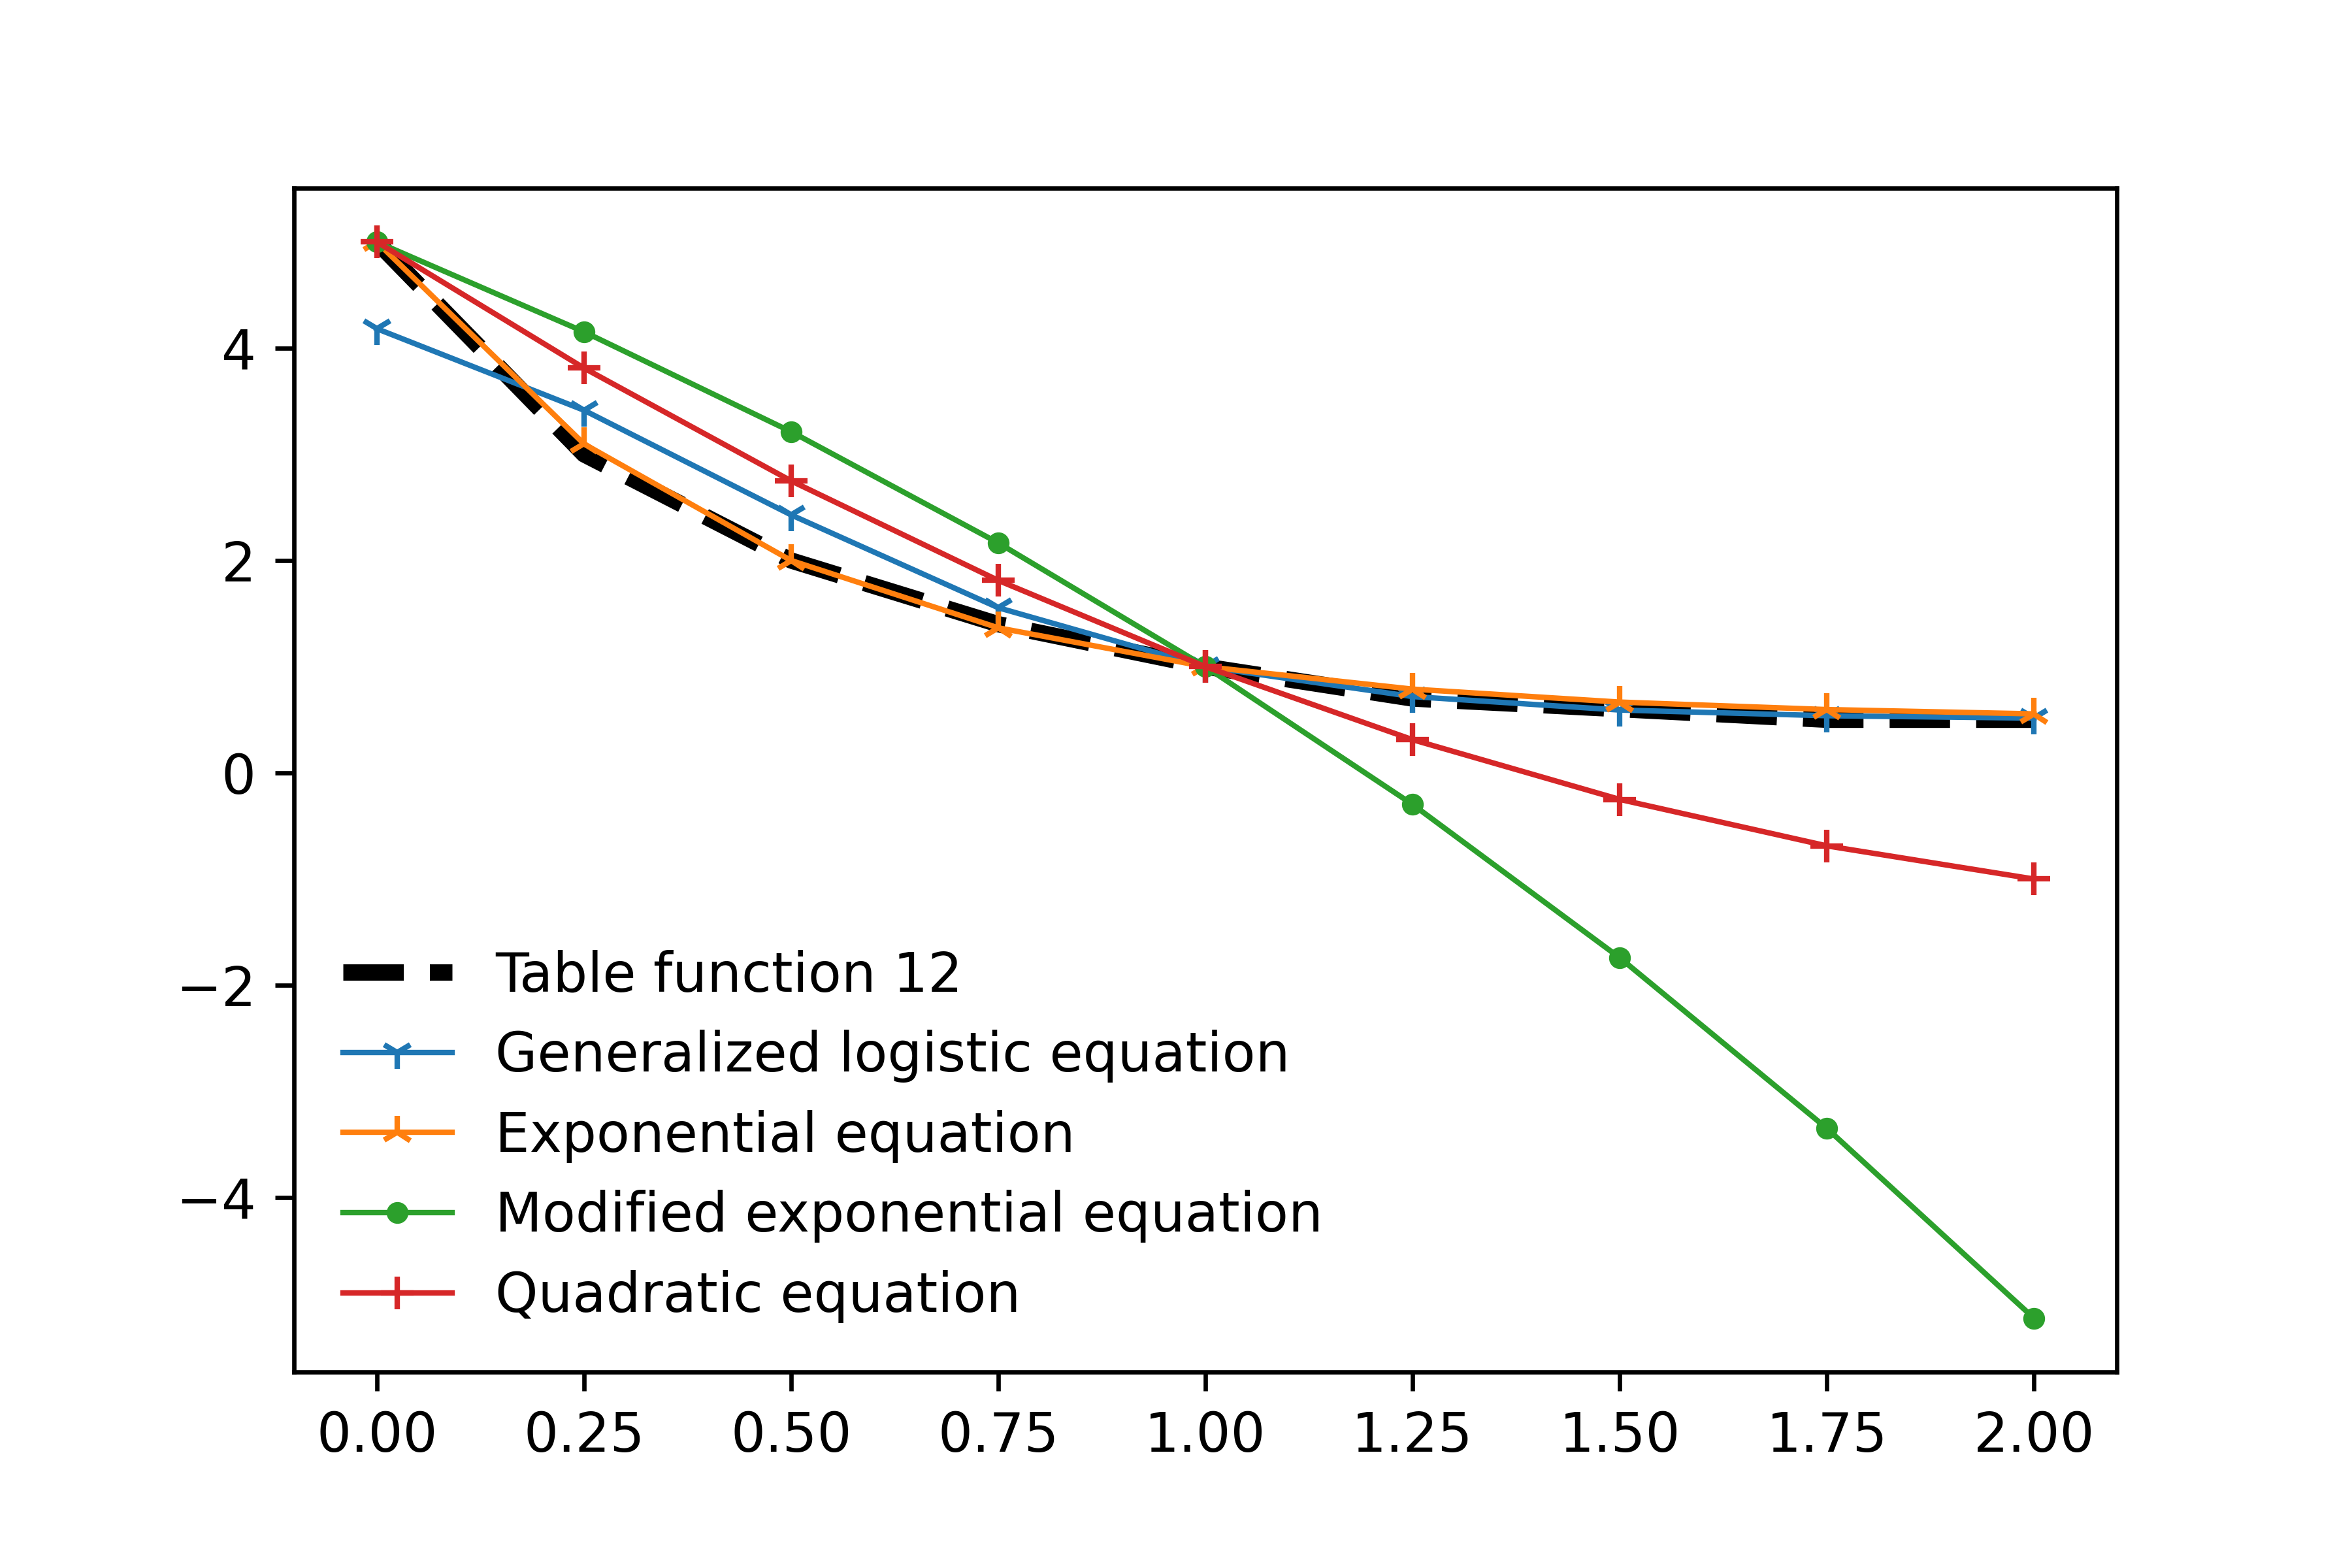 4
2
0
−2
−4
Table function 12
Generalized logistic equation
Exponential equation
Modified exponential equation
Quadratic equation
0.00 0.25 0.50 0.75 1.00 1.25 1.50 1.75 2.00